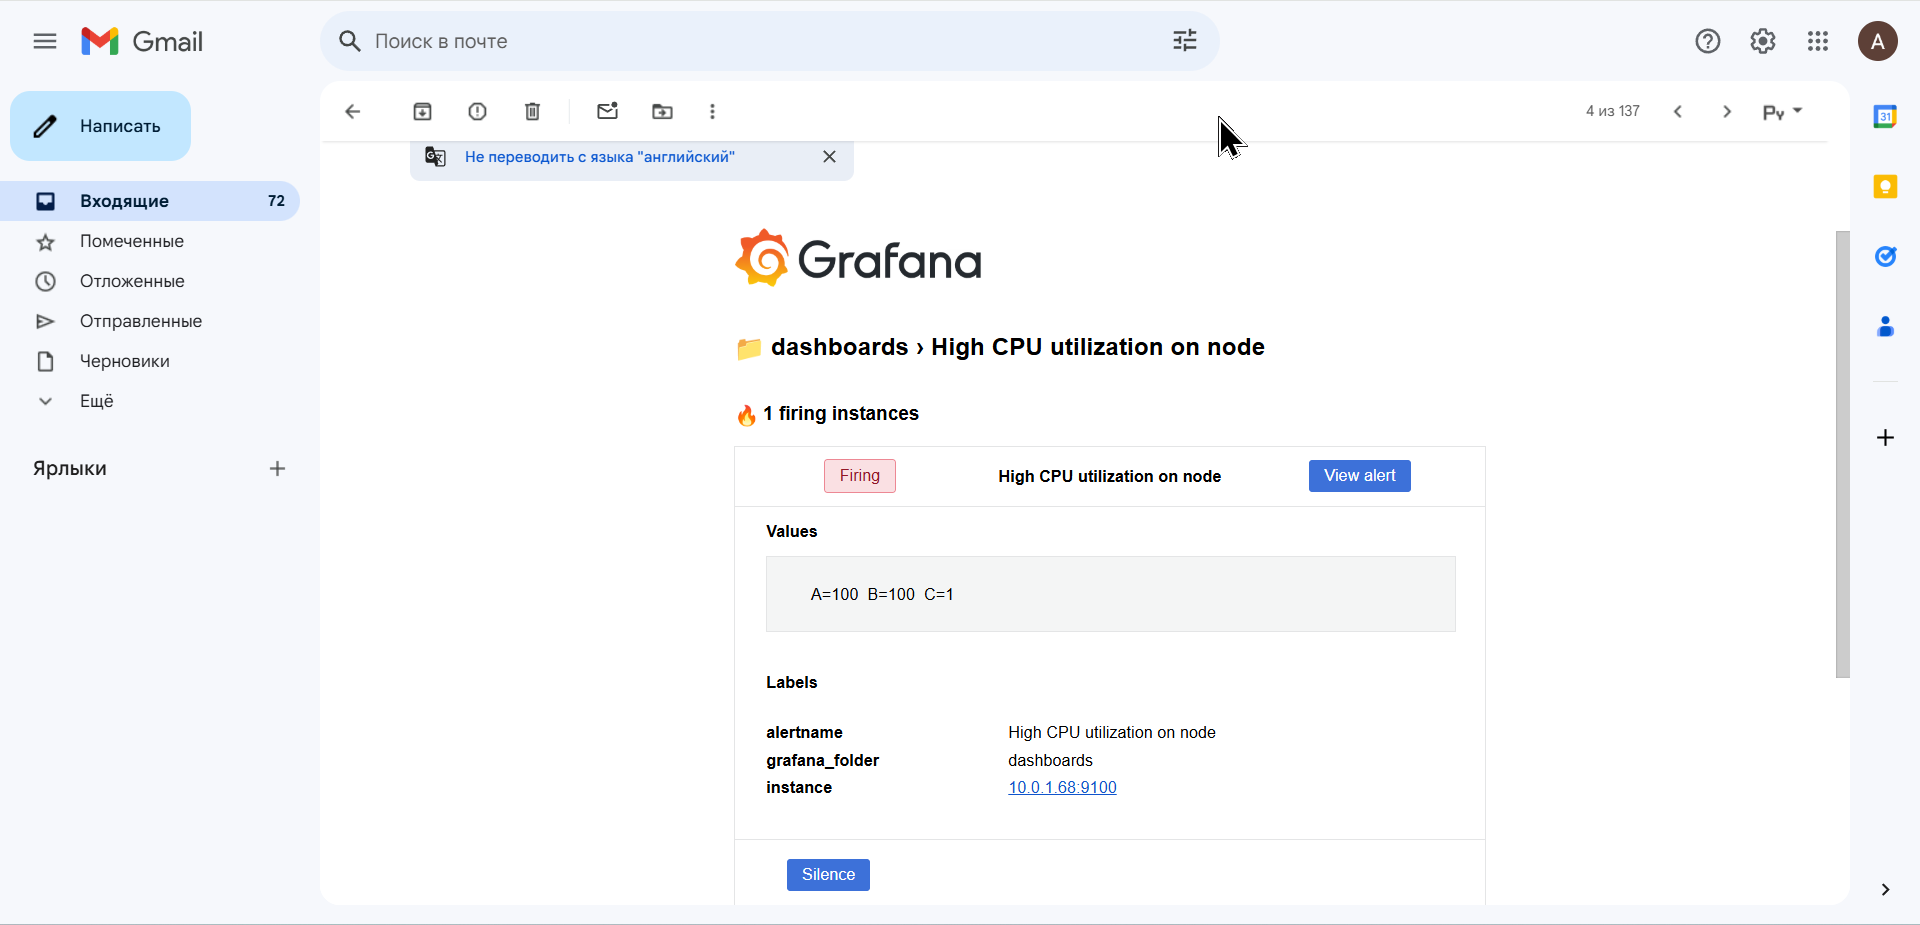 Gmail
Поиск в почте
A
Написать
4 из 137
Ру
Не переводить с языка "английский"
31
Входящие 72
Помеченные
Отложенные
Отправленные
Черновики
Ещё
Ярлыки
Grafana
dashboards › High CPU utilization on node
1 firing instances
Firing High CPU utilization on node View alert
Values
A=100 B=100 C=1
Labels
alertname High CPU utilization on node
grafana_folder dashboards
instance 10.0.1.68:9100
Silence